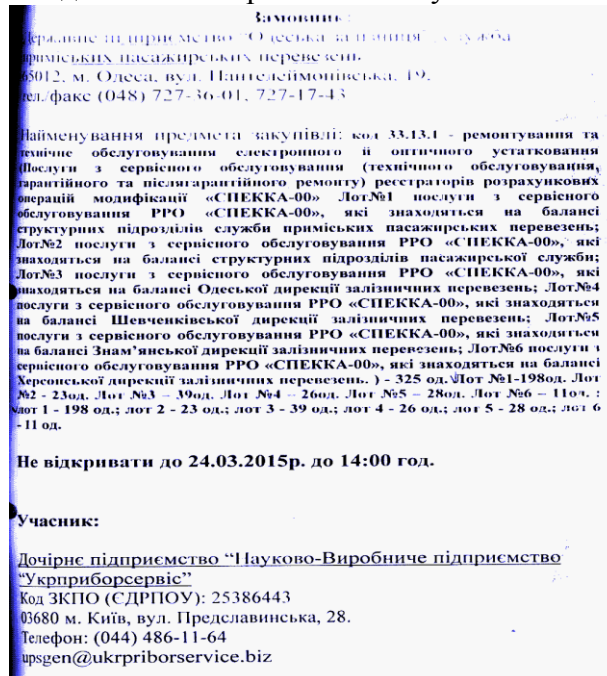 Замовник:
Державне підприємство "Одеська залізниця" служба
приміських пасажирських перевезень
65012, м. Одеса, вул. Пантелеймонівська, 19.
тел./факс (048) 727-36-01, 727-17-43
Найменування предмета закупівлі: код 33.13.1 - ремонтування та
технічне обслуговування електронного й оптичного устатковання
(Послуги з сервісного обслуговування (технічного обслуговування,
гарантійного та післягарантійного ремонту) реєстраторів розрахункових
операцій модифікації «СПЕККА-00» Лот№1 послуги з сервісного
обслуговування РРО «СПЕККА-00», які знаходяться на балансі
структурних підрозділів служби приміських пасажирських перевезень;
Лот№2 послуги з сервісного обслуговування РРО «СПЕККА-00», які
знаходяться на балансі структурних підрозділів пасажирської служби;
Лот№3 послуги з сервісного обслуговування РРО «СПЕККА-00», які
знаходяться на балансі Одеської дирекції залізничних перевезень; Лот№4
послуги з сервісного обслуговування РРО «СПЕККА-00», які знаходяться
на балансі Шевченківської дирекції залізничних перевезень; Лот№5
послуги з сервісного обслуговування РРО «СПЕККА-00», які знаходяться
на балансі Знам'янської дирекції залізничних перевезень; Лот№6 послуги з
сервісного обслуговування РРО «СПЕККА-00», які знаходяться на балансі
Херсонської дирекції залізничних перевезень. ) - 325 од. Лот №1-198од. Лот
№2 - 23од. Лот №3 – 39од. Лот №4 – 26од. Лот №5 – 28од. Лот №6 – 11од. :
лот 1 - 198 од.; лот 2 - 23 од.; лот 3 - 39 од.; лот 4 - 26 од.; лот 5 - 28 од.; лот 6
- 11 од.
Не відкривати до 24.03.2015р. до 14:00 год.
Учасник:
Дочірнє підприємство "Науково-Виробниче підприємство
"Укрприборсервіс"
Код ЗКПО (ЄДРПОУ): 25386443
03680 м. Київ, вул. Предславинська, 28.
Телефон: (044) 486-11-64
upsgen@ukrpriborservice.biz